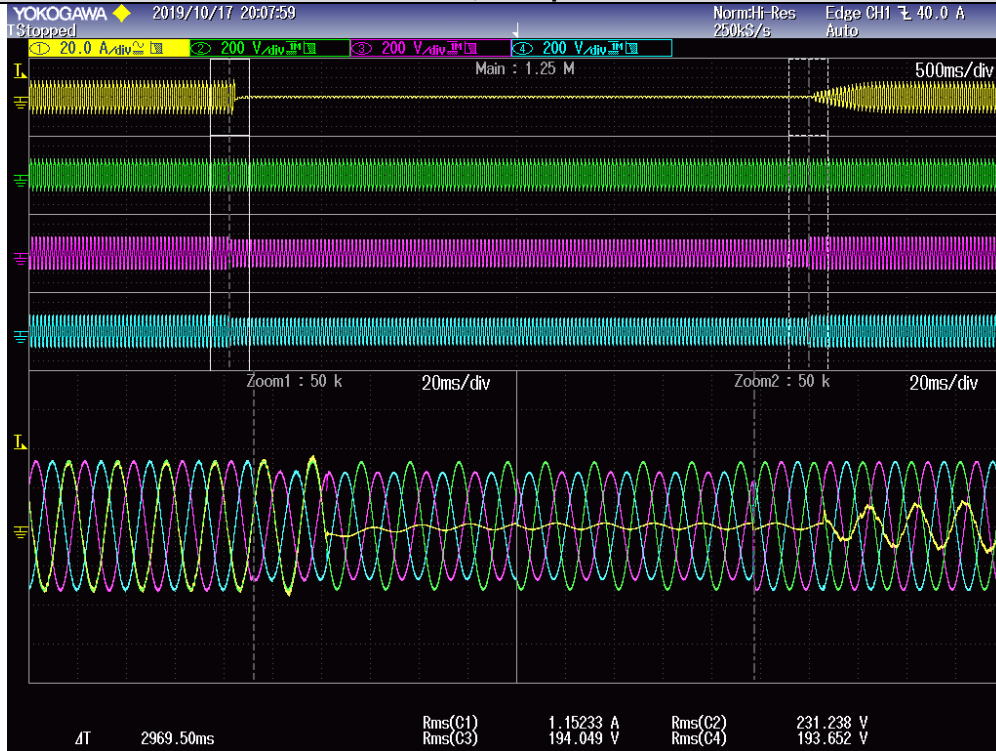 YOKOGAWA 2019/10/17 20:07:59 Norm:Hi-Res Edge CH1 40.0 A
Stopped 250kS/s Auto
1 20.0 A/div 2 200 V/div 3 200 V/div 4 200 V/div
Main : 1.25 M 500ms/div
Zoom1 : 50 k 20ms/div Zoom2 : 50 k 20ms/div
Rms(C1) 1.15233 A Rms(C2) 231.238 V
ΔT 2969.50ms Rms(C3) 194.049 V Rms(C4) 193.652 V